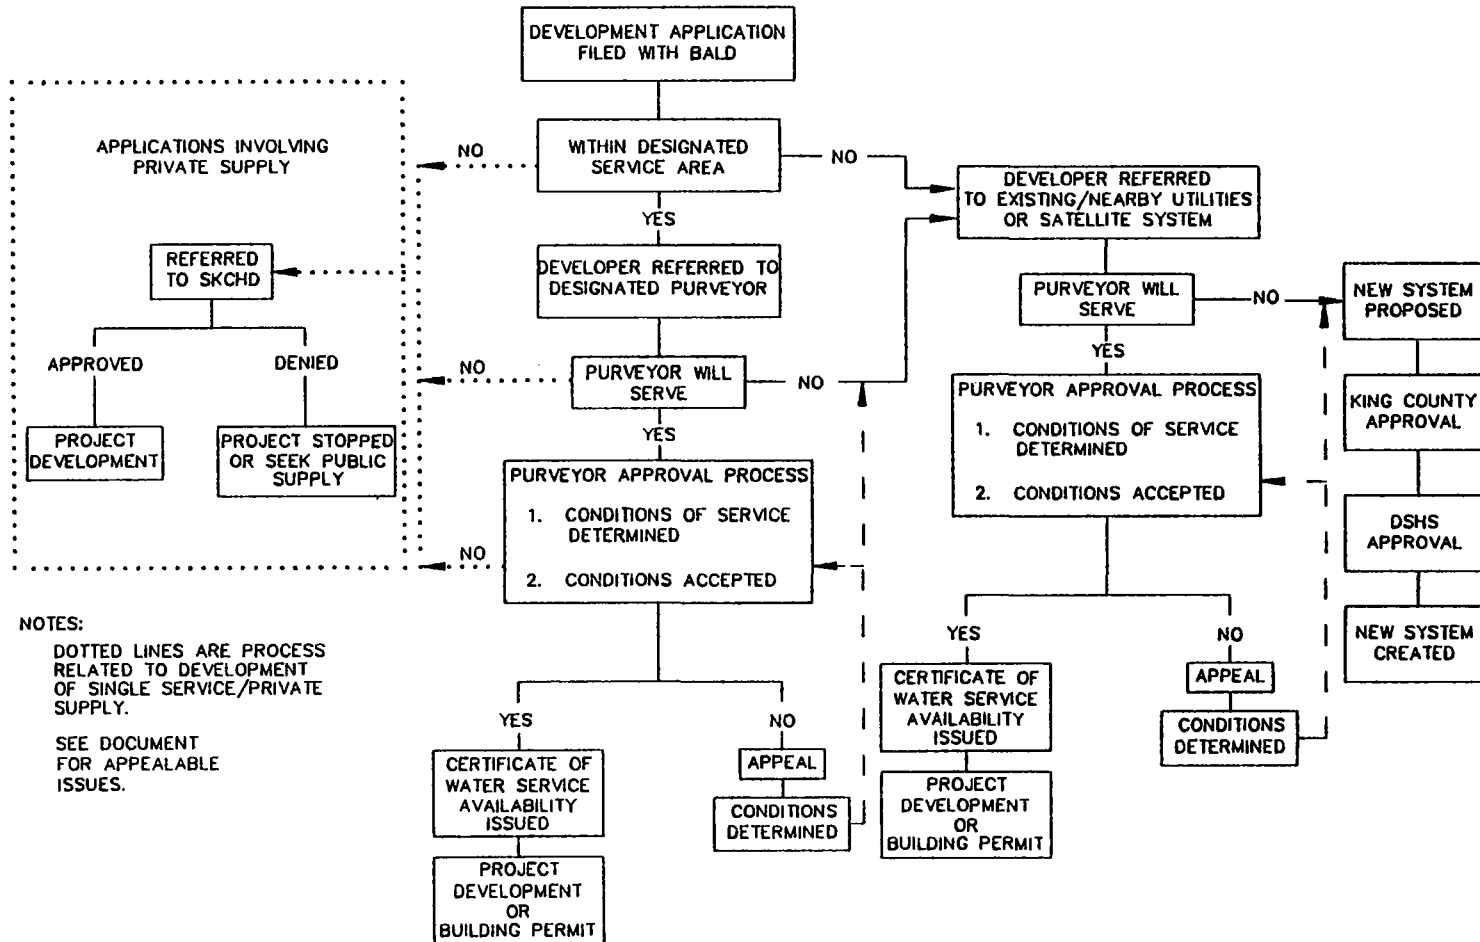 DEVELOPMENT APPLICATION
FILED WITH BALD
APPLICATIONS INVOLVING
PRIVATE SUPPLY
NO
WITHIN DESIGNATED
SERVICE AREA
NO
DEVELOPER REFERRED
TO EXISTING/NEARBY UTILITIES
OR SATELLITE SYSTEM
YES
REFERRED
TO SKCHD
DEVELOPER REFERRED TO
DESIGNATED PURVEYOR
PURVEYOR WILL
SERVE
NO
NEW SYSTEM
PROPOSED
APPROVED
DENIED
NO
PURVEYOR WILL
SERVE
NO
YES
PURVEYOR APPROVAL PROCESS
1. CONDITIONS OF SERVICE
DETERMINED
2. CONDITIONS ACCEPTED
KING COUNTY
APPROVAL
PROJECT
DEVELOPMENT
PROJECT STOPPED
OR SEEK PUBLIC
SUPPLY
YES
PURVEYOR APPROVAL PROCESS
1. CONDITIONS OF SERVICE
DETERMINED
2. CONDITIONS ACCEPTED
NO
DSHS
APPROVAL
NEW SYSTEM
CREATED
NOTES:
DOTTED LINES ARE PROCESS
RELATED TO DEVELOPMENT
OF SINGLE SERVICE/PRIVATE
SUPPLY.
SEE DOCUMENT
FOR APPEALABLE
ISSUES.
YES
NO
CERTIFICATE OF
WATER SERVICE
AVAILABILITY
ISSUED
APPEAL
CONDITIONS
DETERMINED
PROJECT
DEVELOPMENT
OR
BUILDING PERMIT
YES
NO
CERTIFICATE OF
WATER SERVICE
AVAILABILITY
ISSUED
APPEAL
CONDITIONS
DETERMINED
PROJECT
DEVELOPMENT
OR
BUILDING PERMIT